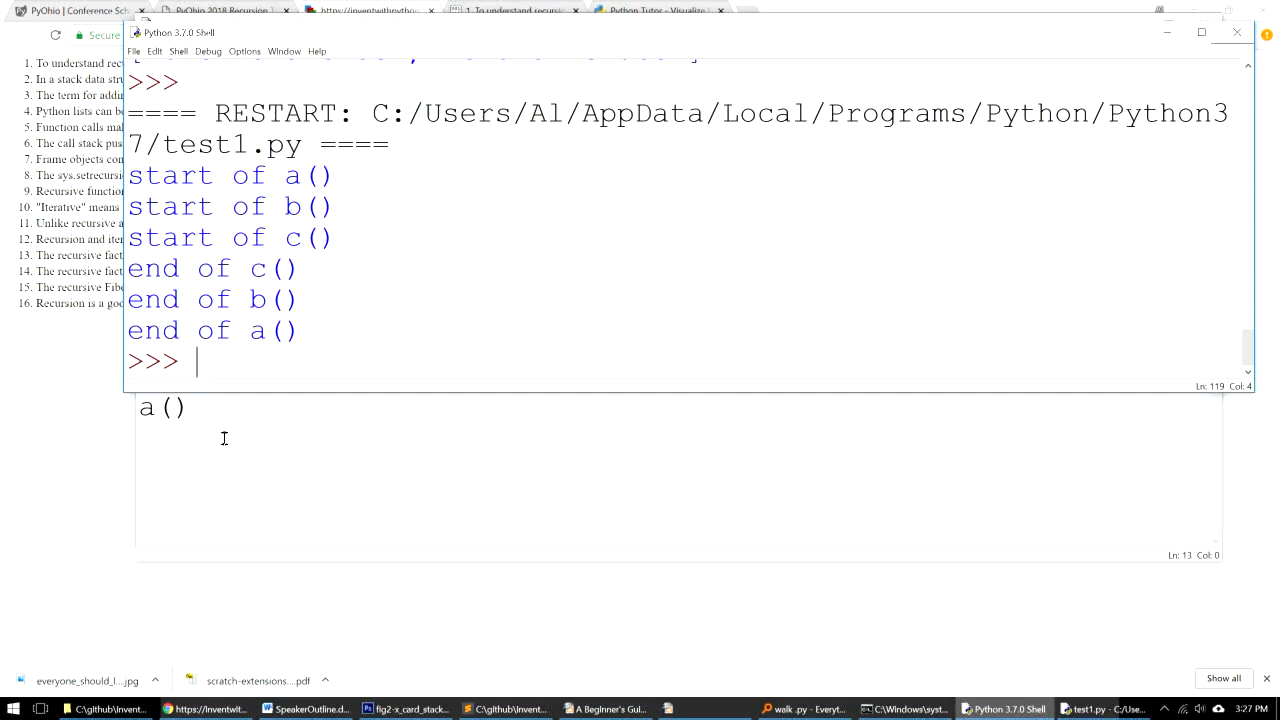 PyOhio | Conference Sch
PyOhio 2018 Recursion T
https://inventwithpytho
1. To understand recursi
Python Tutor - Visualize
Secure
Python 3.7.0 Shell
File Edit Shell Debug Options Window Help
>>>
==== RESTART: C:/Users/Al/AppData/Local/Programs/Python/Python3
7/test1.py ====
start of a()
start of b()
start of c()
end of c()
end of b()
end of a()
>>>
Ln: 119 Col: 4
1. To understand rec
2. In a stack data stru
3. The term for addin
4. Python lists can be
5. Function calls mak
6. The call stack pus
7. Frame objects con
8. The sys.setrecursi
9. Recursive function
10. "Iterative" means
11. Unlike recursive a
12. Recursion and iter
13. The recursive fact
14. The recursive fact
15. The recursive Fibo
16. Recursion is a goo
a()
Ln: 13 Col: 0
everyone_should_l....jpg
scratch-extensions....pdf
Show all
C:\github\Invent...
https://Inventwit...
SpeakerOutline.d...
fig2-x_card_stack...
C:\github\Invent...
A Beginner's Gui...
walk .py - Everyt...
C:\Windows\syst...
Python 3.7.0 Shell
test1.py - C:/Use...
3:27 PM